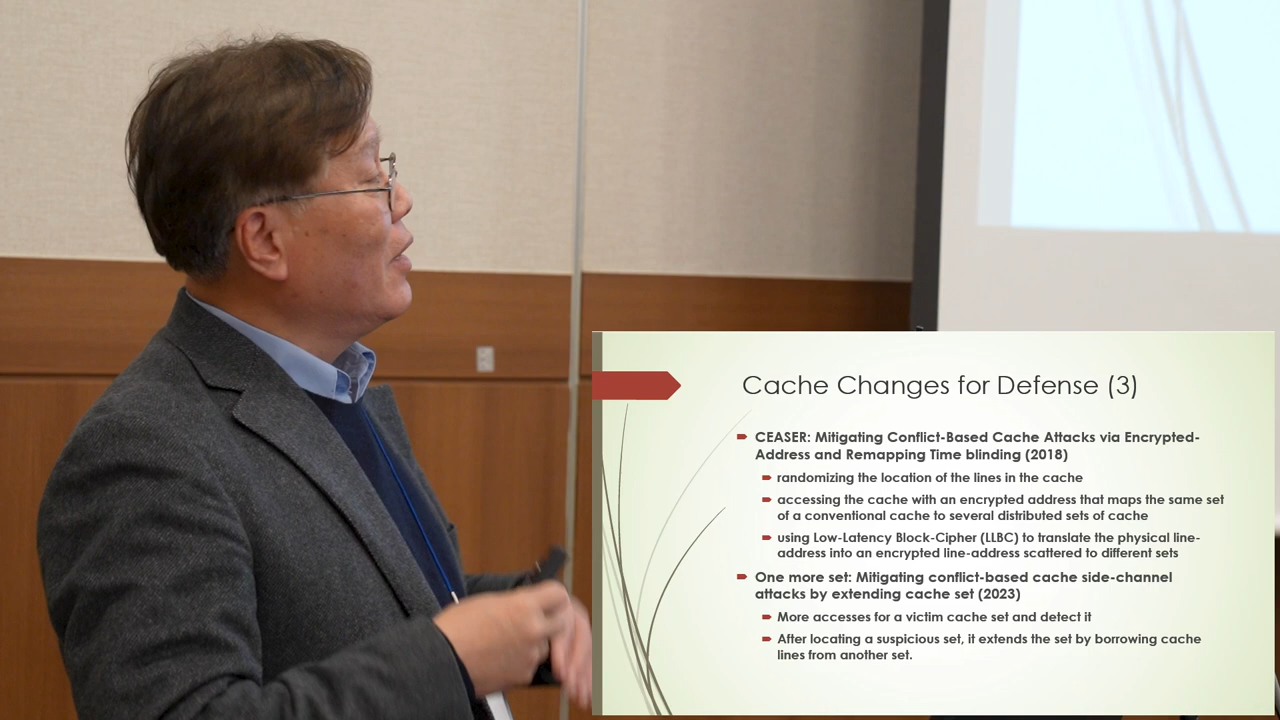 Cache Changes for Defense (3)
CEASER: Mitigating Conflict-Based Cache Attacks via Encrypted-
Address and Remapping Time blinding (2018)
randomizing the location of the lines in the cache
accessing the cache with an encrypted address that maps the same set
of a conventional cache to several distributed sets of cache
using Low-Latency Block-Cipher (LLBC) to translate the physical line-
address into an encrypted line-address scattered to different sets
One more set: Mitigating conflict-based cache side-channel
attacks by extending cache set (2023)
More accesses for a victim cache set and detect it
After locating a suspicious set, it extends the set by borrowing cache
lines from another set.